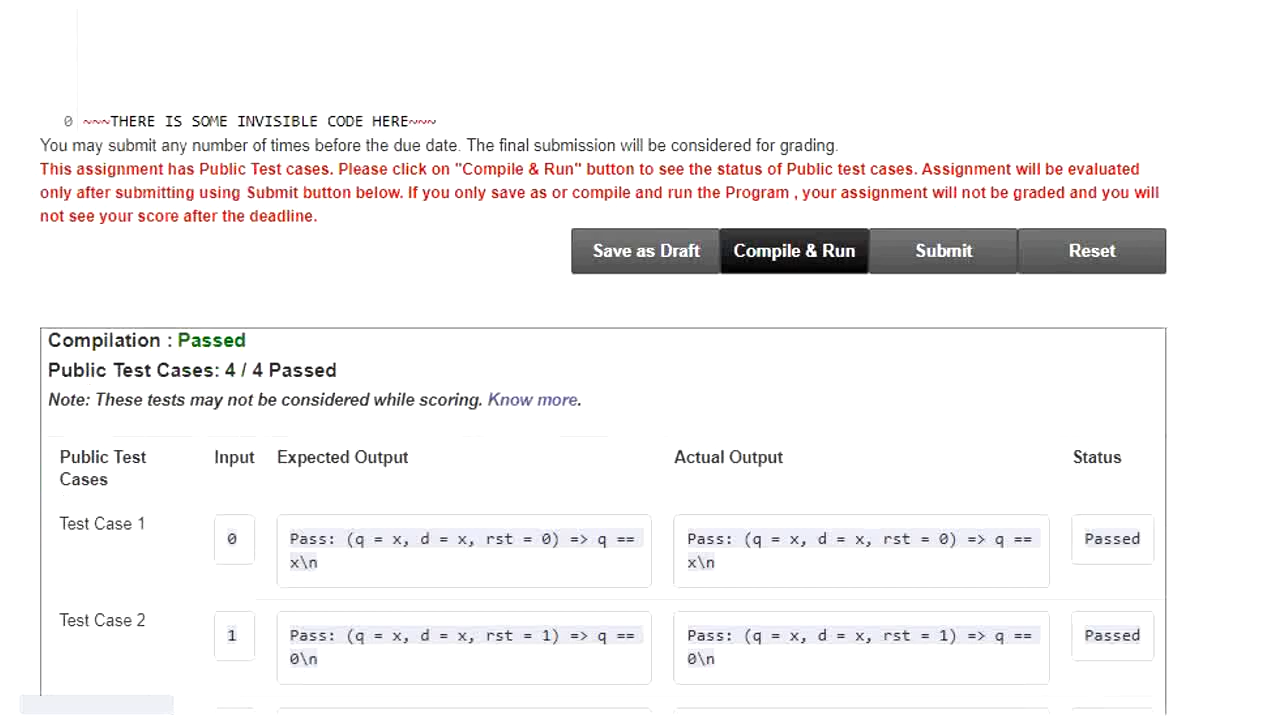 0 ~~~THERE IS SOME INVISIBLE CODE HERE~~~
You may submit any number of times before the due date. The final submission will be considered for grading.
This assignment has Public Test cases. Please click on "Compile & Run" button to see the status of Public test cases. Assignment will be evaluated
only after submitting using Submit button below. If you only save as or compile and run the Program , your assignment will not be graded and you will
not see your score after the deadline.
Save as Draft Compile & Run Submit Reset
Compilation : Passed
Public Test Cases: 4 / 4 Passed
Note: These tests may not be considered while scoring. Know more.
Public Test Input Expected Output Actual Output Status
Cases
Test Case 1
0 Pass: (q = x, d = x, rst = 0) => q == Pass: (q = x, d = x, rst = 0) => q == Passed
x\n x\n
Test Case 2
1 Pass: (q = x, d = x, rst = 1) => q == Pass: (q = x, d = x, rst = 1) => q == Passed
0\n 0\n